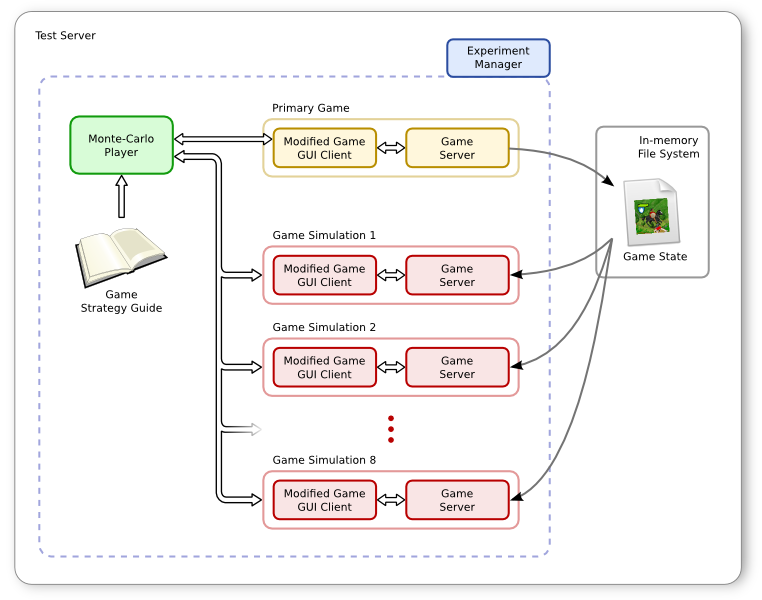 Test Server
Experiment
Manager
Primary Game
Monte-Carlo
Player
Modified Game
GUI Client
Game
Server
In-memory
File System
Game State
Game
Strategy Guide
Game Simulation 1
Modified Game
GUI Client
Game
Server
Game Simulation 2
Modified Game
GUI Client
Game
Server
Game Simulation 8
Modified Game
GUI Client
Game
Server